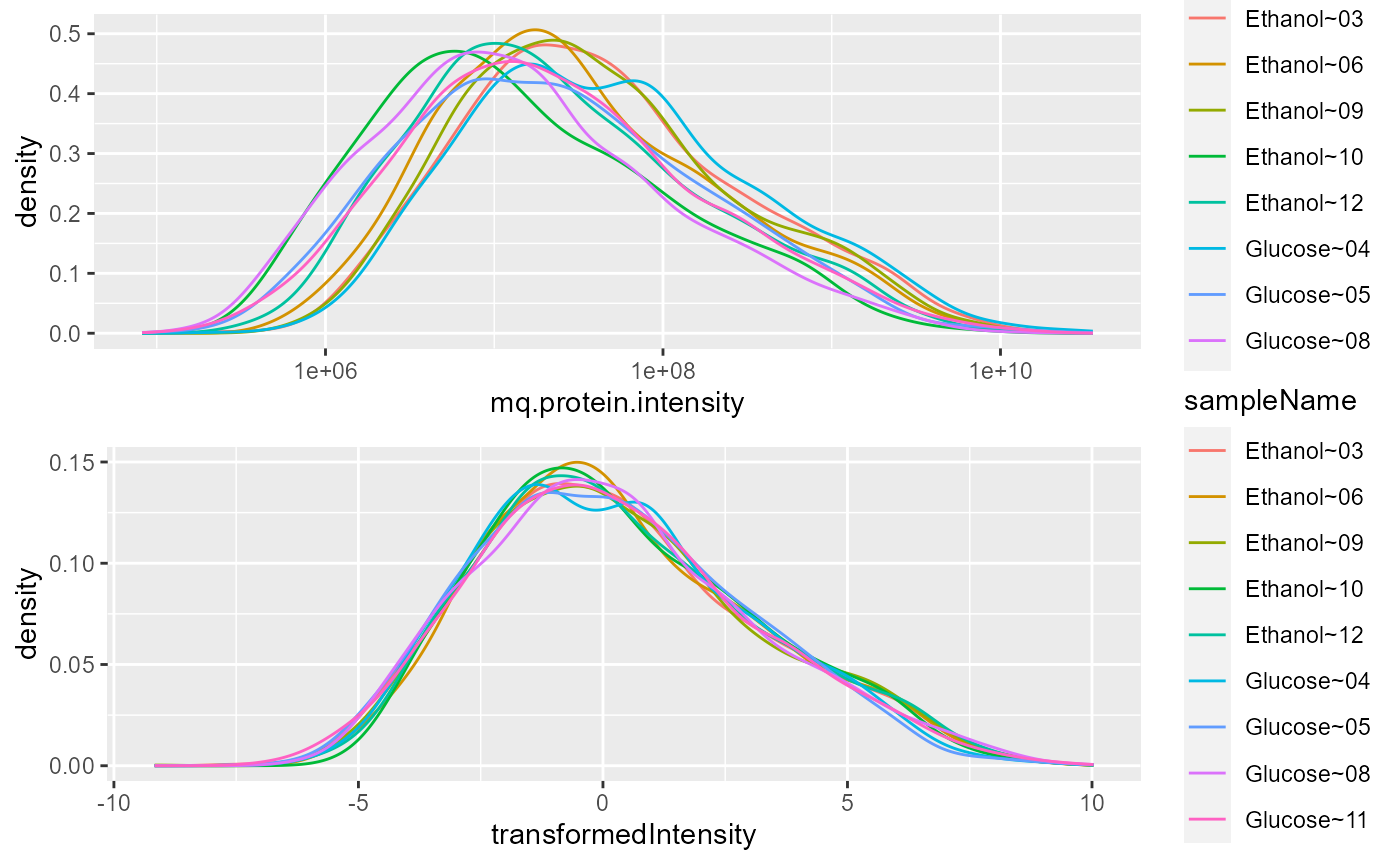 0.5
0.4
0.3
0.2
0.1
0.0
density
1e+06
1e+08
1e+10
mq.protein.intensity
Ethanol~03
Ethanol~06
Ethanol~09
Ethanol~10
Ethanol~12
Glucose~04
Glucose~05
Glucose~08
0.15
0.10
0.05
0.00
density
-10
-5
0
5
10
transformedIntensity
sampleName
Ethanol~03
Ethanol~06
Ethanol~09
Ethanol~10
Ethanol~12
Glucose~04
Glucose~05
Glucose~08
Glucose~11